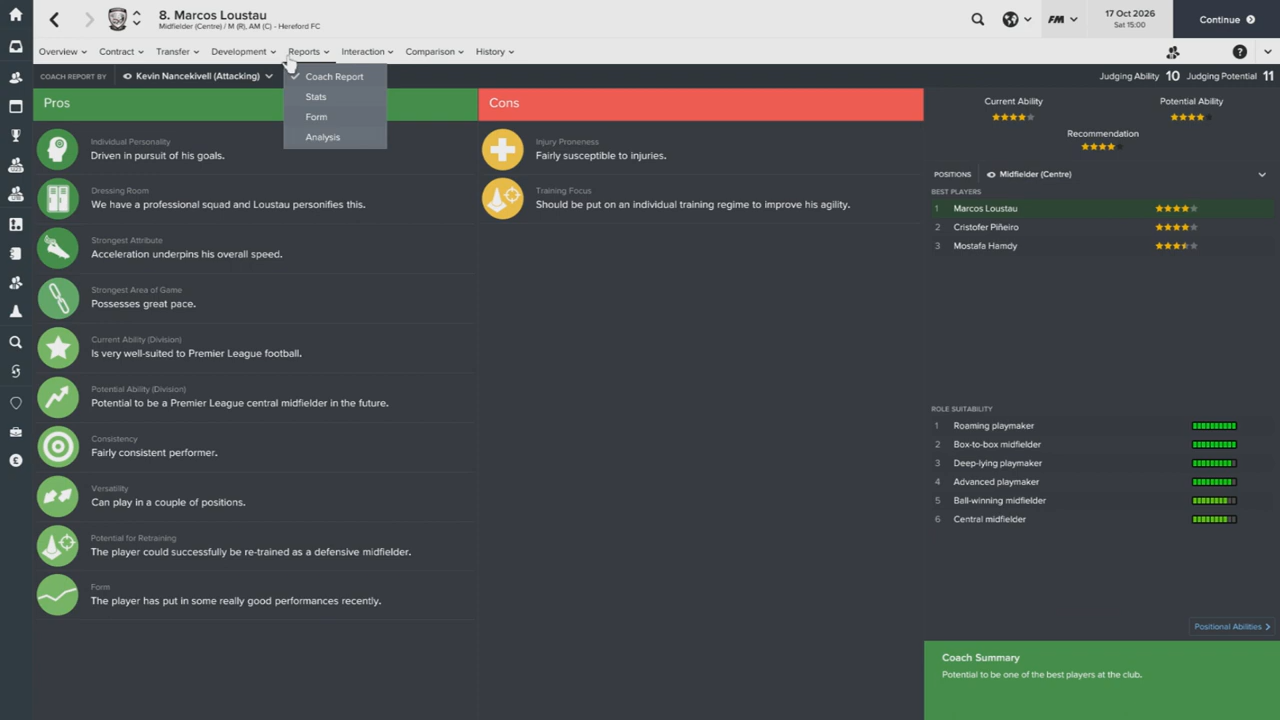 8. Marcos Loustau
Midfielder (Centre) / M (R), AM (C) - Hereford FC
FM
17 Oct 2026
Sat 15:00
Continue
Overview
Contract
Transfer
Development
Reports
Interaction
Comparison
History
?
COACH REPORT BY
Kevin Nancekivell (Attacking)
Coach Report
Stats
Form
Analysis
Judging Ability 10 Judging Potential 11
Pros
Individual Personality
Driven in pursuit of his goals.
Dressing Room
We have a professional squad and Loustau personifies this.
Strongest Attribute
Acceleration underpins his overall speed.
Strongest Area of Game
Possesses great pace.
Current Ability (Division)
Is very well-suited to Premier League football.
Potential Ability (Division)
Potential to be a Premier League central midfielder in the future.
Consistency
Fairly consistent performer.
Versatility
Can play in a couple of positions.
Potential for Retraining
The player could successfully be re-trained as a defensive midfielder.
Form
The player has put in some really good performances recently.
Cons
Injury Proneness
Fairly susceptible to injuries.
Training Focus
Should be put on an individual training regime to improve his agility.
Current Ability
Potential Ability
Recommendation
POSITIONS
Midfielder (Centre)
BEST PLAYERS
1 Marcos Loustau
2 Cristofer Piñeiro
3 Mostafa Hamdy
ROLE SUITABILITY
1 Roaming playmaker
2 Box-to-box midfielder
3 Deep-lying playmaker
4 Advanced playmaker
5 Ball-winning midfielder
6 Central midfielder
Positional Abilities
Coach Summary
Potential to be one of the best players at the club.